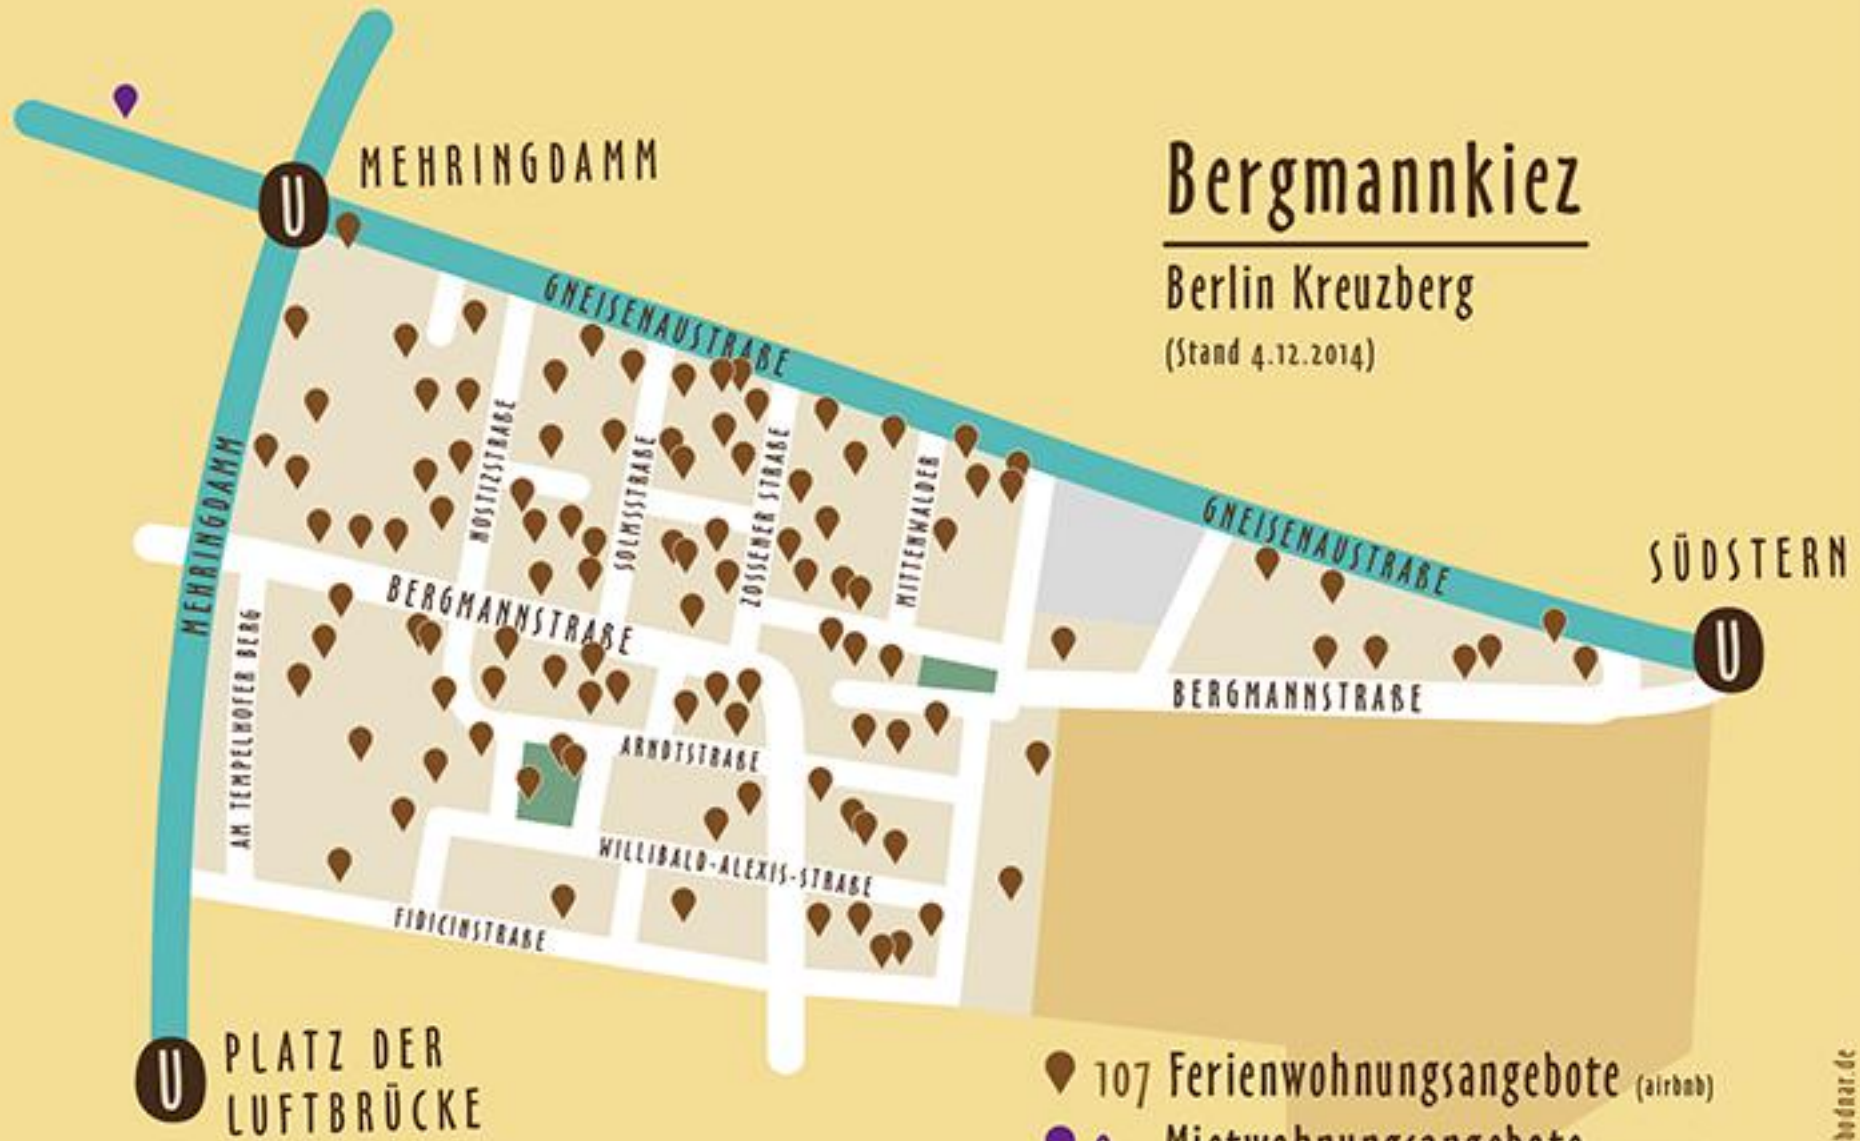 U
MEHRINGDAMM
Bergmannkiez
Berlin Kreuzberg
(Stand 4.12.2014)
GNEISENAUSTRAßE
MEHRINGDAMM
NOSTIZSTRAßE
SOLMSSTRAßE
ZOSSENER STRAßE
MITTENWALDER
GNEISENAUSTRAßE
SÜDSTERN
U
BERGMANNSTRAßE
BERGMANNSTRAßE
AM TEMPELHOFER BERG
ARNDTSTRAßE
WILLIBALD-ALEXIS-STRAßE
FIDICINSTRAßE
U
PLATZ DER
LUFTBRÜCKE
107 Ferienwohnungsangebote (airbnb)
Mietwohnungsangebote